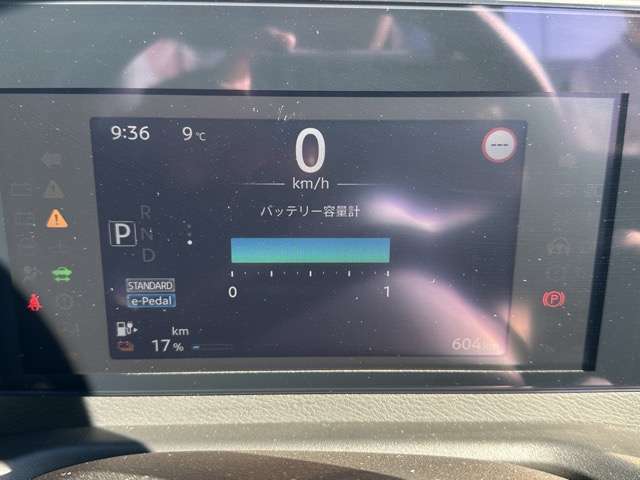 9:36 9℃
0
km/h
---
バッテリー容量計
R
P N
D
STANDARD
e-Pedal
0 1
km
17% 604km
P